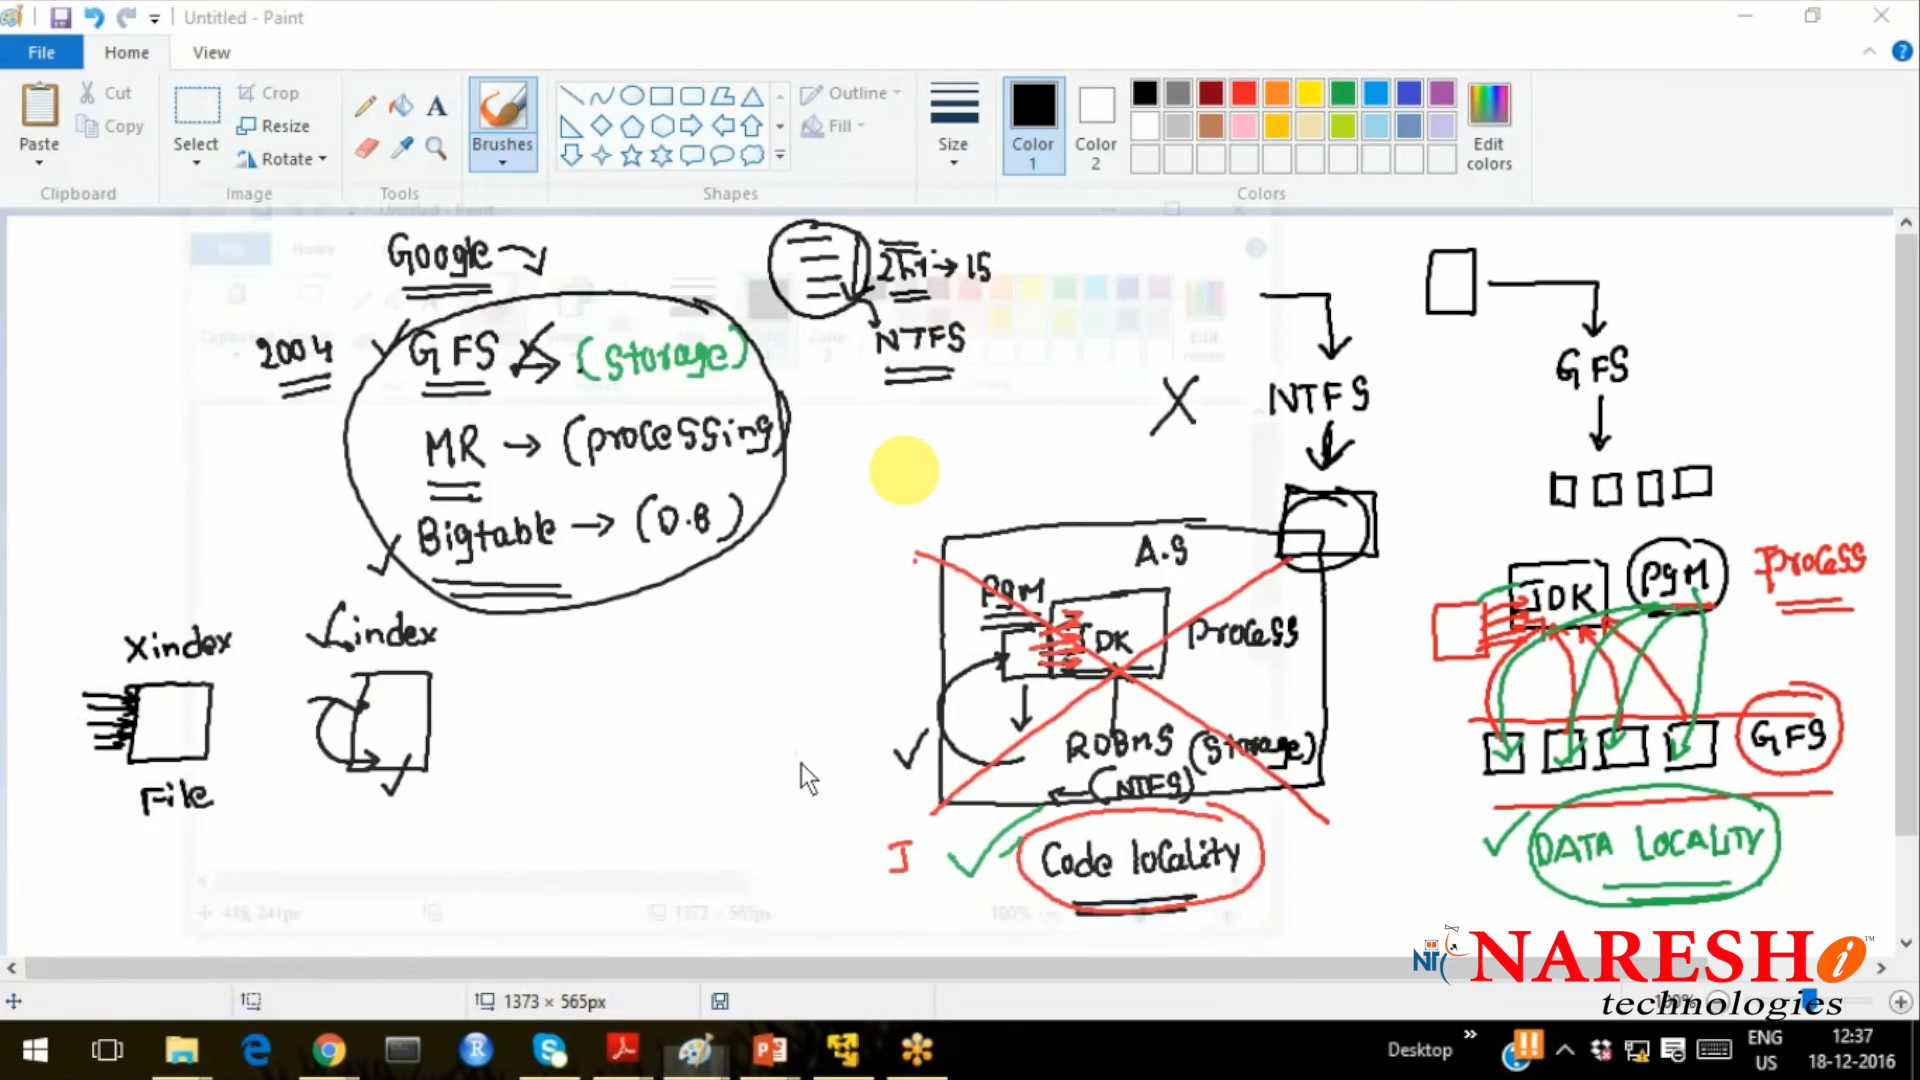 Untitled - Paint
File Home View
Paste
Cut
Copy
Clipboard
Select
Crop
Resize
Rotate
Image
Tools
Brushes
Shapes
Outline
Fill
Size
Color 1
Color 2
Edit colors
Colors
Google
2004
GFS (Storage)
MR → (processing)
Bigtable → (D.B)
NTFS
X NTFS
GFS
X index
index
File
A.S
PGM
JDK
process
RDBMS (Storage)
(NTFS)
Code locality
JDK
PGM
Process
GFS
DATA LOCALITY
NARESH i ™
technologies
1373 × 565px
100%
Desktop
ENG
US
12:37
18-12-2016